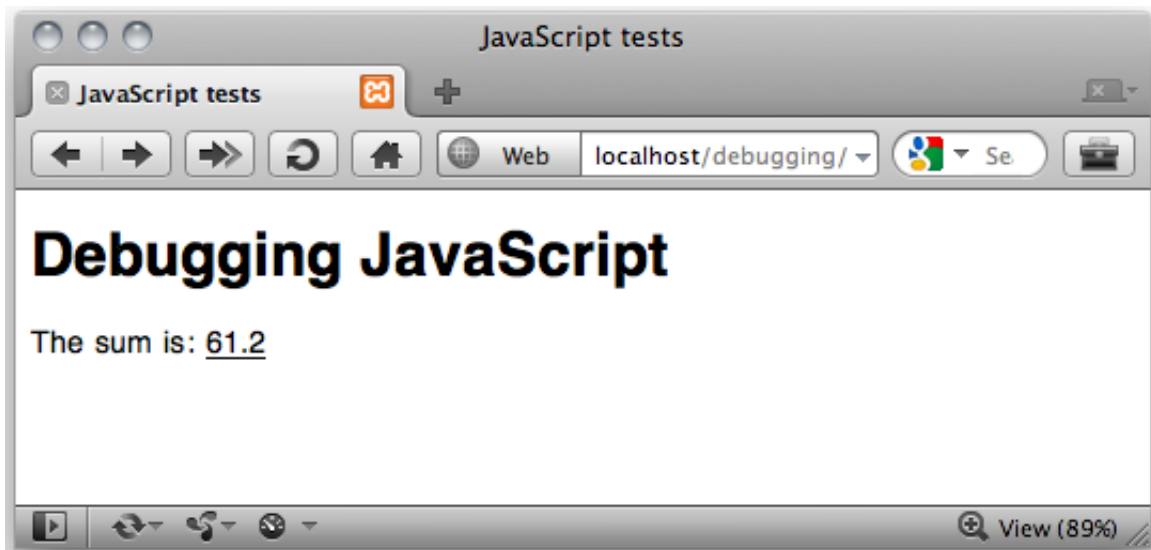 JavaScript tests
JavaScript tests
Web localhost/debugging/ Se
Debugging JavaScript
The sum is: 61.2
View (89%)